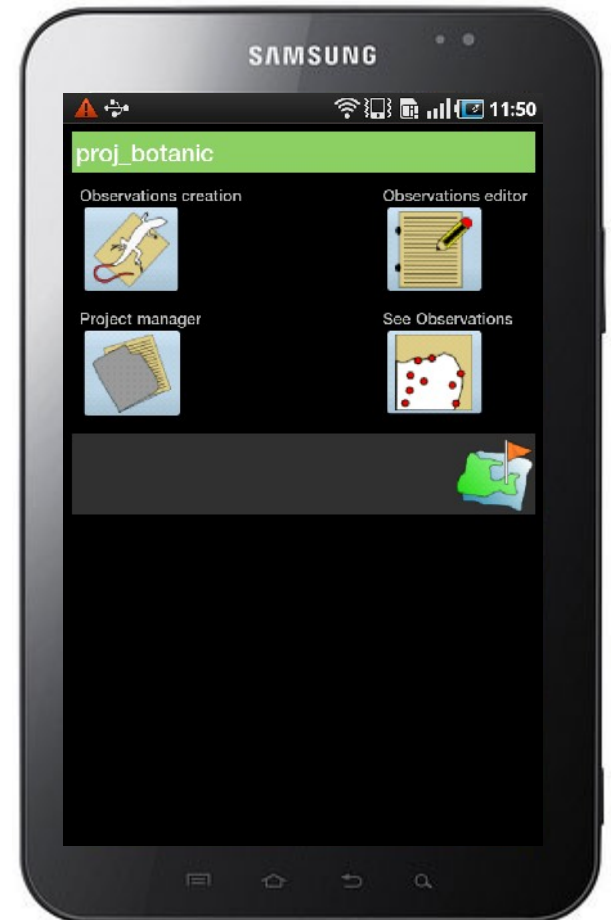 SAMSUNG
11:50
proj_botanic
Observations creation
Observations editor
Project manager
See Observations